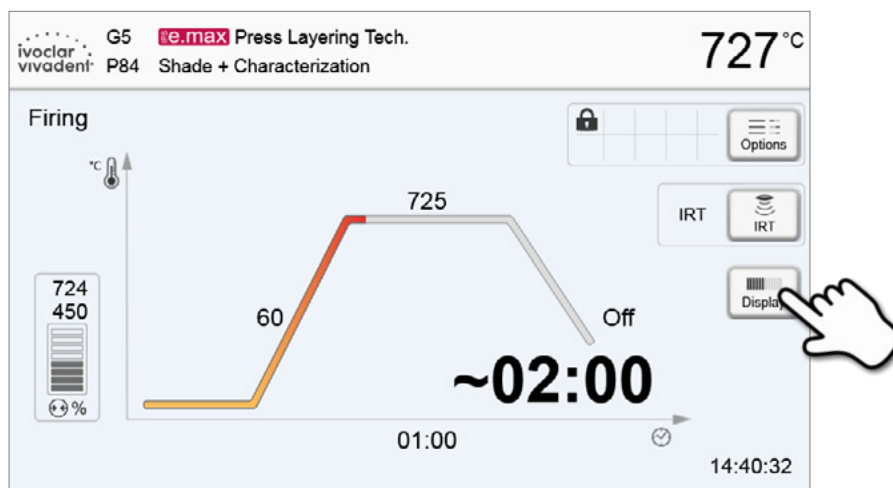 ivoclar
vivadent
G5 IPS e.max Press Layering Tech.
P84 Shade + Characterization
727 °C
Firing
Options
°C
725
IRT
IRT
724
450
60
Off
Display
%
~02:00
01:00
14:40:32